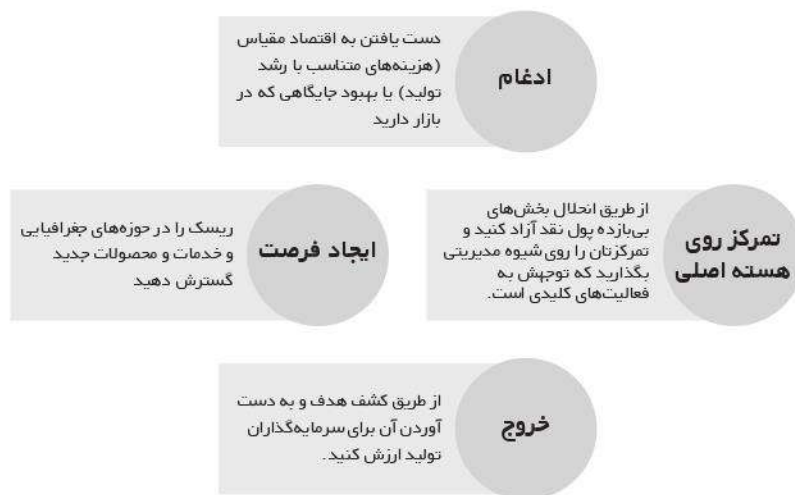 ادغام
دست یافتن به اقتصاد مقیاس
(هزینه‌های متناسب با رشد
تولید) یا بهبود جایگاهی که در
بازار دارید
تمرکز روی
هسته اصلی
از طریق انحلال بخش‌های
بی‌بازده پول نقد آزاد کنید و
تمرکزتان را روی شیوه مدیریتی
بگذارید که توجهش به
فعالیت‌های کلیدی است.
ایجاد فرصت
ریسک را در حوزه‌های جغرافیایی
و خدمات و محصولات جدید
گسترش دهید
خروج
از طریق کشف هدف و به دست
آوردن آن برای سرمایه‌گذاران
تولید ارزش کنید.